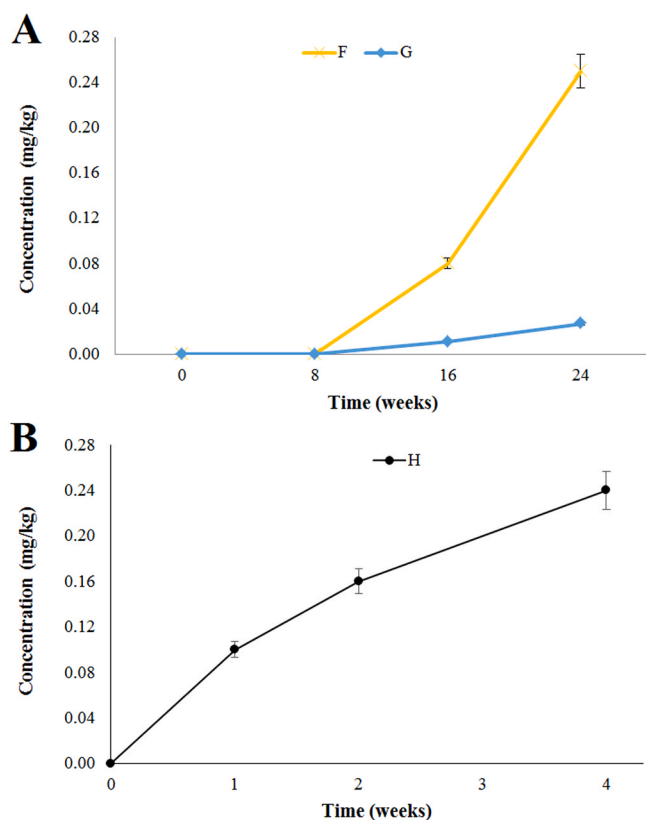 A
F G
0.28
0.24
0.20
0.16
0.12
0.08
0.04
0.00
Concentration (mg/kg)
0 8 16 24
Time (weeks)
B
H
0.28
0.24
0.20
0.16
0.12
0.08
0.04
0.00
Concentration (mg/kg)
0 1 2 3 4
Time (weeks)